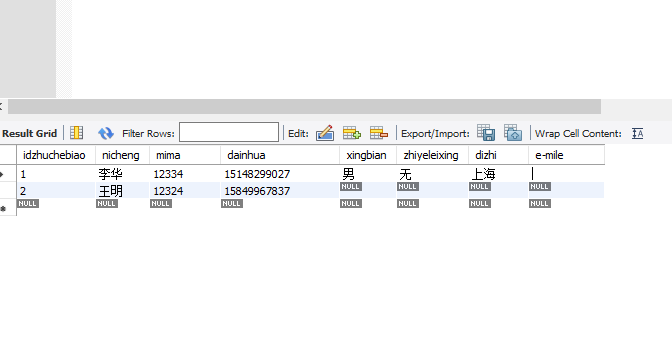 Result Grid Filter Rows: Edit: Export/Import: Wrap Cell Content: IA
idzhuchebiao nicheng mima dainhua xingbian zhiyeleixing dizhi e-mile
1 李华 12334 15148299027 男 无 上海
2 王明 12324 15849967837 NULL NULL NULL NULL
NULL NULL NULL NULL NULL NULL NULL NULL